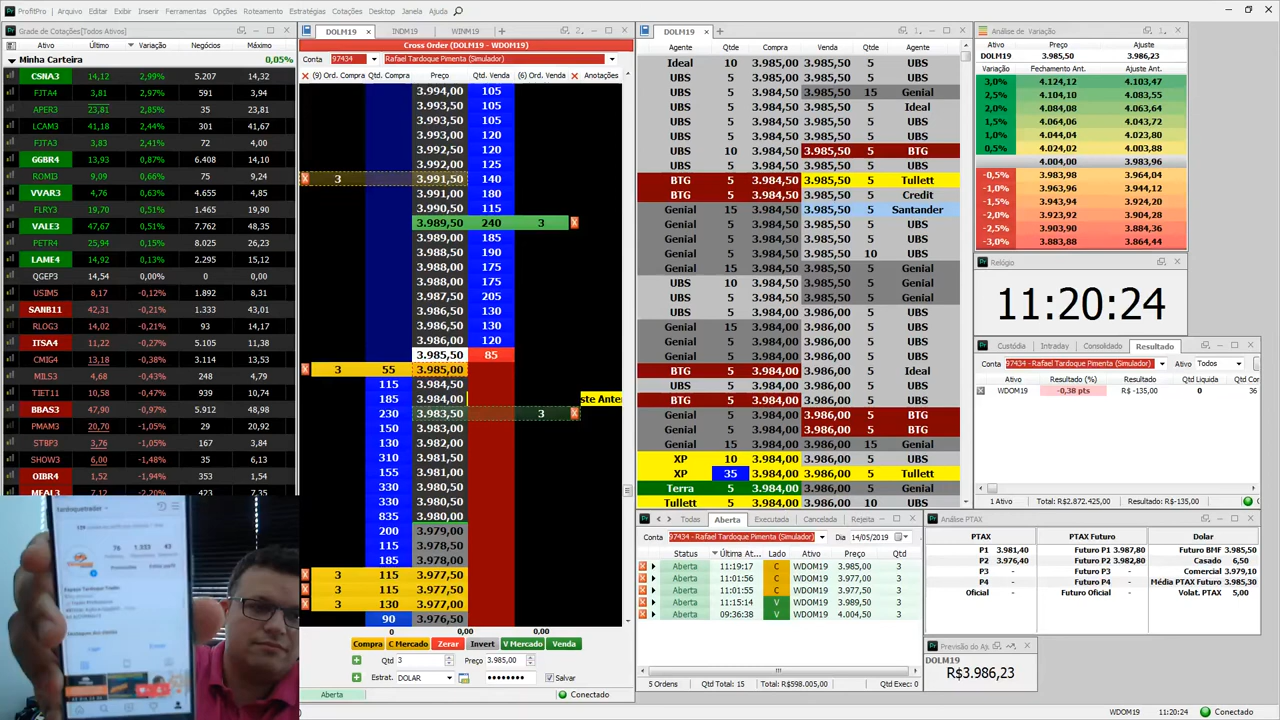 ProfitPro Arquivo Editar Exibir Inserir Ferramentas Opções Roteamento Estratégias Cotações Desktop Janela Ajuda
Grade de Cotações[Todos Ativos]
Ativo Último Variação Negócios Máximo
Minha Carteira 0,05%
CSNA3 14,12 2,99% 5.207 14,32
FJTA4 3,81 2,97% 591 3,94
APER3 23,81 2,85% 35 23,81
LCAM3 41,18 2,44% 301 41,67
FJTA3 3,83 2,41% 72 4,00
GGBR4 13,93 0,87% 6.408 14,10
ROMI3 9,09 0,66% 75 9,24
VVAR3 4,76 0,63% 4.655 4,85
FLRY3 19,70 0,51% 1.465 19,90
VALE3 47,67 0,51% 7.762 48,35
PETR4 25,94 0,15% 8.025 26,23
LAME4 14,92 0,13% 2.295 15,12
QGEP3 14,54 0,00% 0 0,00
USIM5 8,17 -0,12% 1.892 8,31
SANB11 42,31 -0,21% 1.333 43,01
RLOG3 14,02 -0,21% 93 14,17
ITSA4 11,22 -0,27% 5.105 11,38
CMIG4 13,18 -0,38% 3.114 13,53
MILS3 4,68 -0,43% 248 4,79
TIET11 10,58 -0,47% 939 10,74
BBAS3 47,90 -0,97% 5.912 48,98
PMAM3 20,70 -0,05% 29 20,92
STBP3 3,76 -1,05% 167 3,84
SHOW3 6,00 -1,48% 35 6,13
OIBR4 1,52 -1,94% 353 1,54
MEAL3 7,12 -2,20% 423 7,35
DOLM19 INDM19 WINM19
Cross Order (DOLM19 - WDOM19)
Conta 97434 Rafael Tardoque Pimenta (Simulador)
(9) Ord. Compra Qtd. Compra Preço Qtd. Venda (6) Ord. Venda Anotações
3.994,00 105
3.993,50 105
3.993,00 105
3.993,00 120
3.992,50 120
3.992,00 125
3 3.991,50 140
3.991,00 180
3.990,50 115
3.989,50 240 3
3.989,00 185
3.988,50 190
3.988,00 175
3.988,00 175
3.987,50 205
3.986,50 130
3.986,50 130
3.986,00 120
3.985,50 85
3 55 3.985,00
115 3.984,50
185 3.984,00 ste Anter
230 3.983,50 3
150 3.983,00
130 3.982,00
310 3.981,50
155 3.981,00
330 3.980,50
330 3.980,50
835 3.980,00
200 3.979,00
115 3.978,50
185 3.978,00
3 115 3.977,50
3 115 3.977,50
3 130 3.977,00
90 3.976,50
0 0,00 0,00
Compra C Mercado Zerar Invert V Mercado Venda
Qtd 3 Preço 3.985,00
Estrat. DOLAR •••••••• Salvar
Aberta Conectado
DOLM19
Agente Qtde Compra Venda Qtde Agente
Ideal 10 3.985,00 3.985,50 5 UBS
UBS 5 3.985,00 3.985,50 5 UBS
UBS 5 3.985,00 3.985,50 15 Genial
UBS 5 3.984,50 3.985,50 5 Ideal
UBS 5 3.984,50 3.985,50 5 UBS
UBS 5 3.984,50 3.985,50 5 UBS
UBS 10 3.984,50 3.985,50 5 BTG
UBS 5 3.984,50 3.985,50 5 UBS
BTG 5 3.984,50 3.985,50 5 Tullett
BTG 5 3.984,50 3.985,50 5 Credit
Genial 15 3.984,50 3.985,50 5 Santander
UBS 5 3.984,00 3.985,50 5 UBS
UBS 5 3.984,00 3.985,50 5 UBS
UBS 5 3.984,00 3.985,50 10 UBS
Genial 15 3.984,00 3.985,50 5 Genial
UBS 10 3.984,00 3.985,50 5 Genial
UBS 5 3.984,00 3.985,50 5 Genial
UBS 10 3.984,00 3.986,00 5 UBS
Genial 15 3.984,00 3.986,00 5 UBS
UBS 5 3.984,00 3.986,00 5 UBS
Genial 15 3.984,00 3.986,00 5 UBS
BTG 5 3.984,00 3.986,00 5 Ideal
UBS 5 3.984,00 3.986,00 5 UBS
BTG 5 3.984,00 3.986,00 5 UBS
Genial 5 3.984,00 3.986,00 5 BTG
Genial 5 3.984,00 3.986,00 5 BTG
Genial 15 3.984,00 3.986,00 15 Genial
XP 10 3.984,00 3.986,00 5 UBS
XP 35 3.984,00 3.986,00 5 Tullett
Terra 5 3.984,00 3.986,00 5 Genial
Tullett 5 3.984,00 3.986,00 10 UBS
Todas Aberta Executada Cancelada Rejeita
Conta 97434 - Rafael Tardoque Pimenta (Simulador) Dia 14/05/2019
Status Última At... Lado Ativo Preço Qtd
Aberta 11:19:17 C WDOM19 3.985,00 3
Aberta 11:01:56 C WDOM19 3.977,00 3
Aberta 11:01:56 C WDOM19 3.977,50 3
Aberta 11:15:14 V WDOM19 3.989,50 3
Aberta 09:36:38 V WDOM19 4.004,50 3
5 Ordens Qtd Total: 15 Total: R$598.005,00 Qtd Exec: 0
Análise de Variação
Ativo Preço Ajuste
DOLM19 3.985,50 3.986,23
Variação Fechamento Ant. Ajuste Ant.
3,0% 4.124,12 4.103,47
2,5% 4.104,10 4.083,55
2,0% 4.084,08 4.063,64
1,5% 4.064,06 4.043,72
1,0% 4.044,04 4.023,80
0,5% 4.024,02 4.003,88
4.004,00 3.983,96
-0,5% 3.983,98 3.964,04
-1,0% 3.963,96 3.944,12
-1,5% 3.943,94 3.924,20
-2,0% 3.923,92 3.904,28
-2,5% 3.903,90 3.884,36
-3,0% 3.883,88 3.864,44
Relógio
11:20:24
Custódia Intraday Consolidado Resultado
Conta 97434 - Rafael Tardoque Pimenta (Simulador) Ativo Todos
Ativo Resultado (%) Resultado Qtd Liquida Qtd Cor
WDOM19 -0,38 pts R$ -135,00 0 36
1 Ativo Total: R$2.872.425,00 Resultado: R$-135,00
Análise PTAX
PTAX PTAX Futuro Dolar
P1 3.981,40 Futuro P1 3.987,80 Futuro BMF 3.985,50
P2 3.976,40 Futuro P2 3.982,80 Casado 6,50
P3 - Futuro P3 - Comercial 3.979,10
P4 - Futuro P4 - Média PTAX Futuro 3.985,30
Oficial - Futuro Oficial - Volat. PTAX 5,00
Previsão do Aj.
DOLM19
R$3.986,23
WDOM19 11:20:24 Conectado